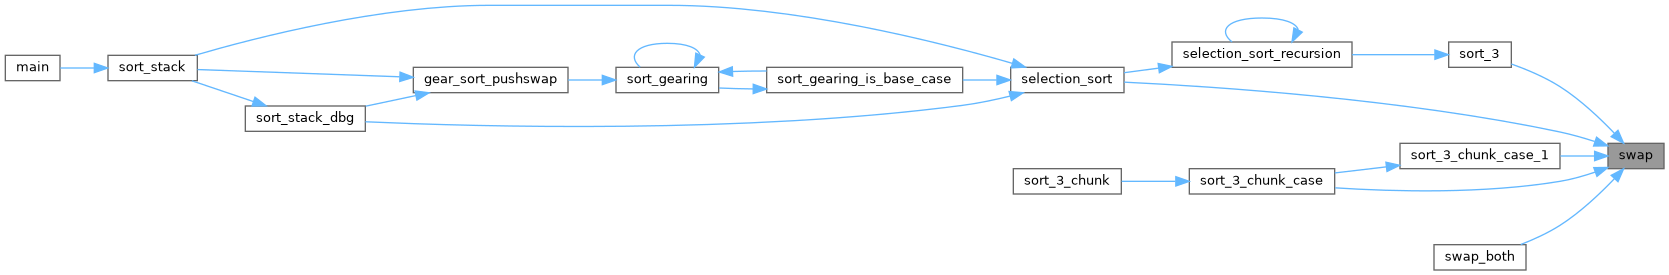 main
sort_stack
sort_stack_dbg
gear_sort_pushswap
sort_gearing
sort_gearing_is_base_case
selection_sort
selection_sort_recursion
sort_3
swap
sort_3_chunk_case_1
sort_3_chunk
sort_3_chunk_case
swap_both